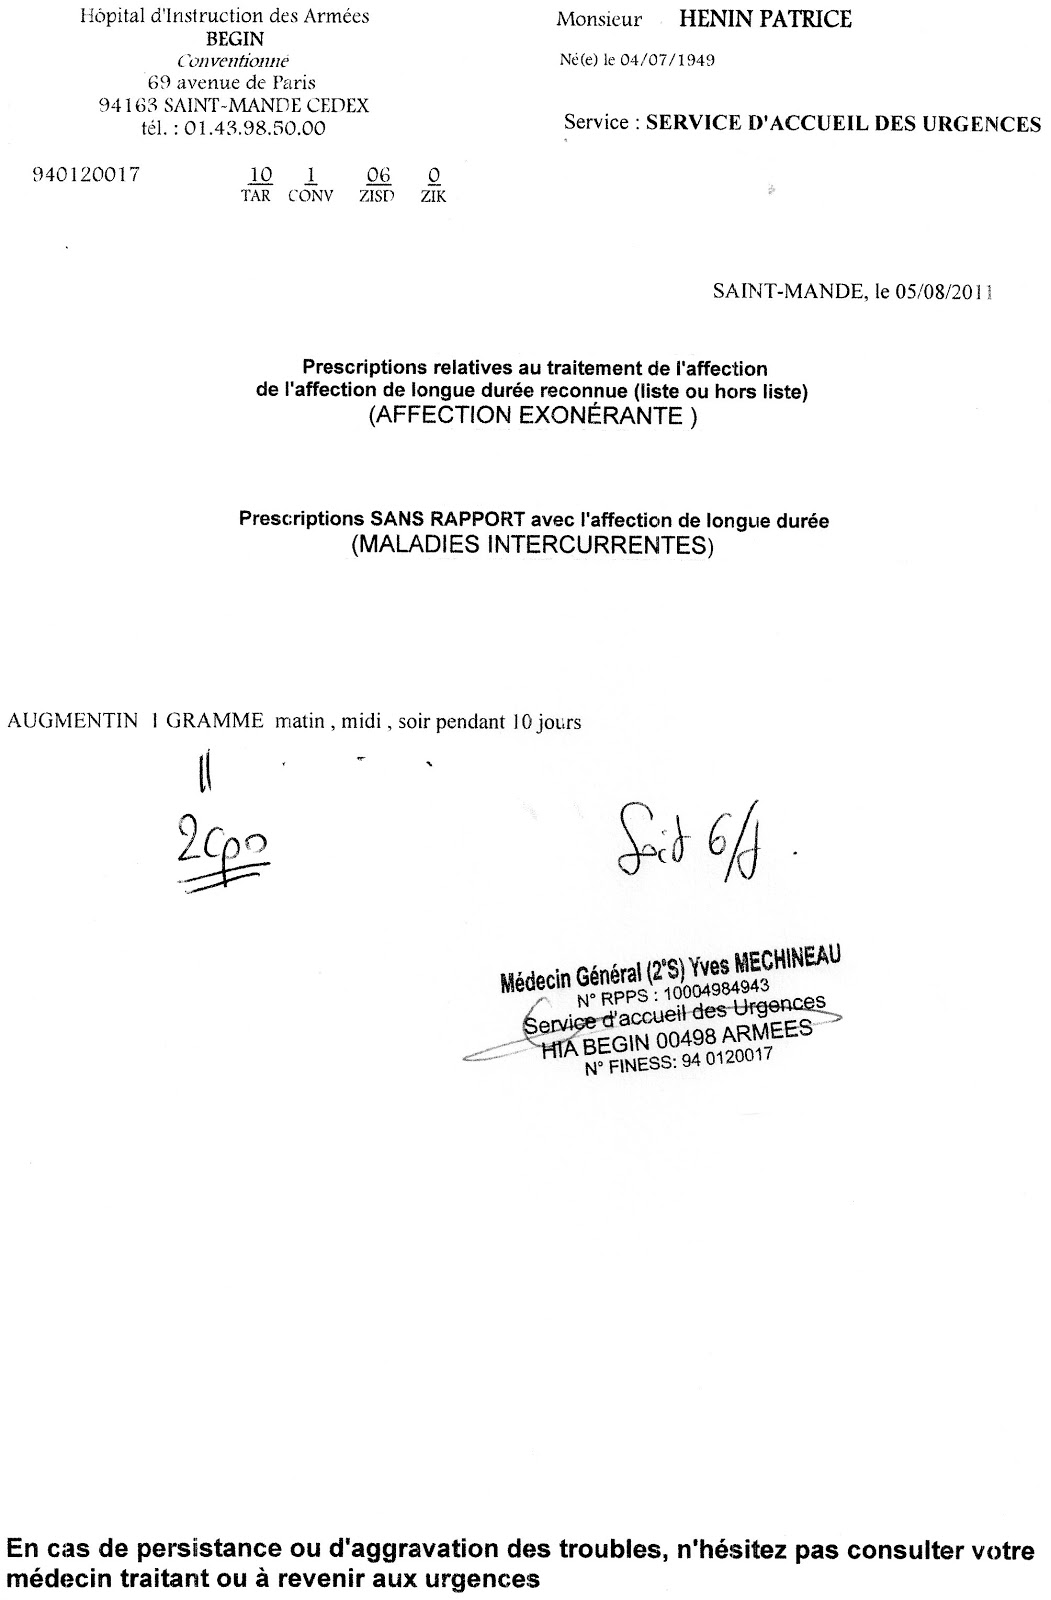 Hôpital d'Instruction des Armées
BEGIN
Conventionné
69 avenue de Paris
94163 SAINT-MANDE CEDEX
tél. : 01.43.98.50.00
Monsieur HENIN PATRICE
Né(e) le 04/07/1949
Service : SERVICE D'ACCUEIL DES URGENCES
940120017 10 1 06 0
TAR CONV ZISD ZIK
SAINT-MANDE, le 05/08/2011
Prescriptions relatives au traitement de l'affection
de l'affection de longue durée reconnue (liste ou hors liste)
(AFFECTION EXONÉRANTE )
Prescriptions SANS RAPPORT avec l'affection de longue durée
(MALADIES INTERCURRENTES)
AUGMENTIN 1 GRAMME matin , midi , soir pendant 10 jours
2 cpo
Soit 6/J.
Médecin Général (2°S) Yves MECHINEAU
N° RPPS : 10004984943
Service d'accueil des Urgences
HIA BEGIN 00498 ARMEES
N° FINESS: 94 0120017
En cas de persistance ou d'aggravation des troubles, n'hésitez pas consulter votre
médecin traitant ou à revenir aux urgences